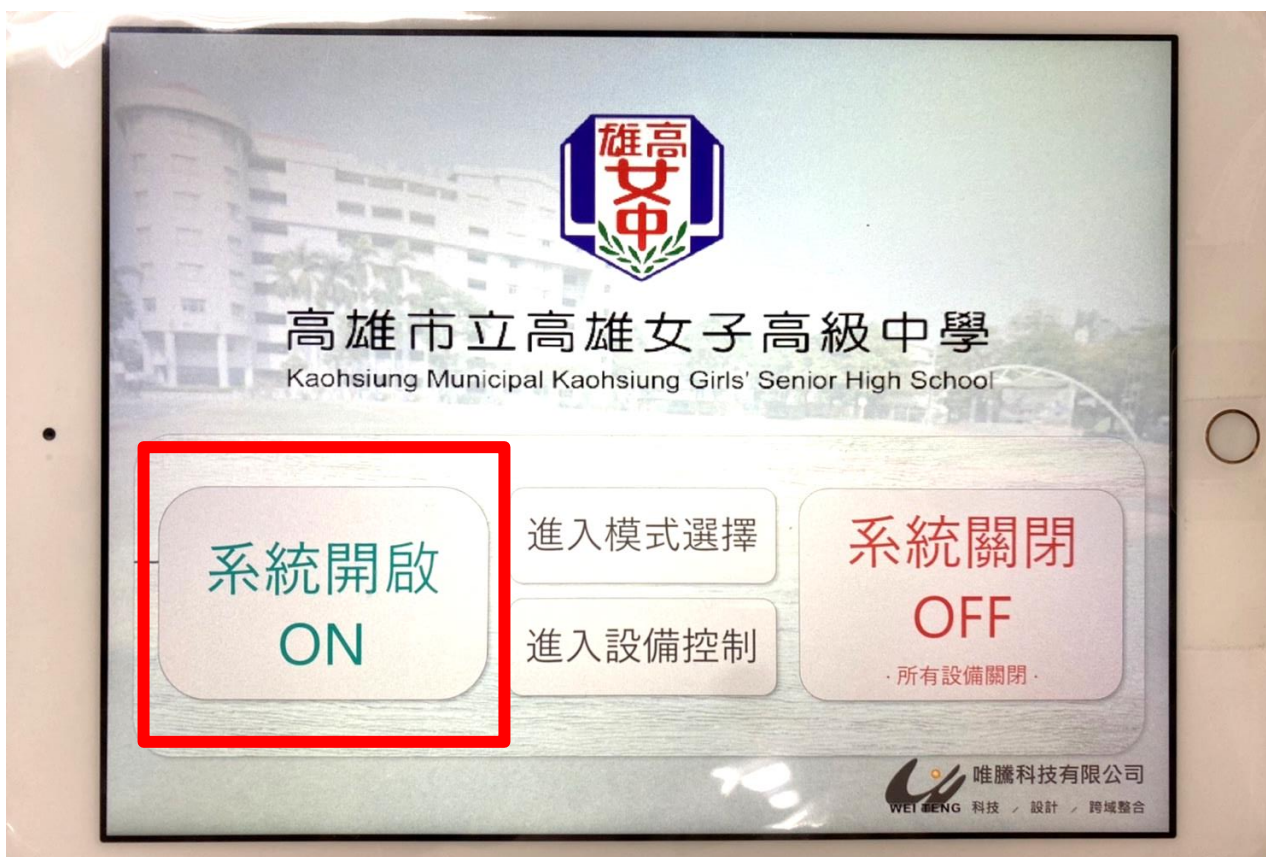 雄高
女
中
高雄市立高雄女子高級中學
Kaohsiung Municipal Kaohsiung Girls' Senior High School
系統開啟
ON
進入模式選擇
進入設備控制
系統關閉
OFF
·所有設備關閉·
唯騰科技有限公司
WEI TENG 科技 / 設計 / 跨域整合